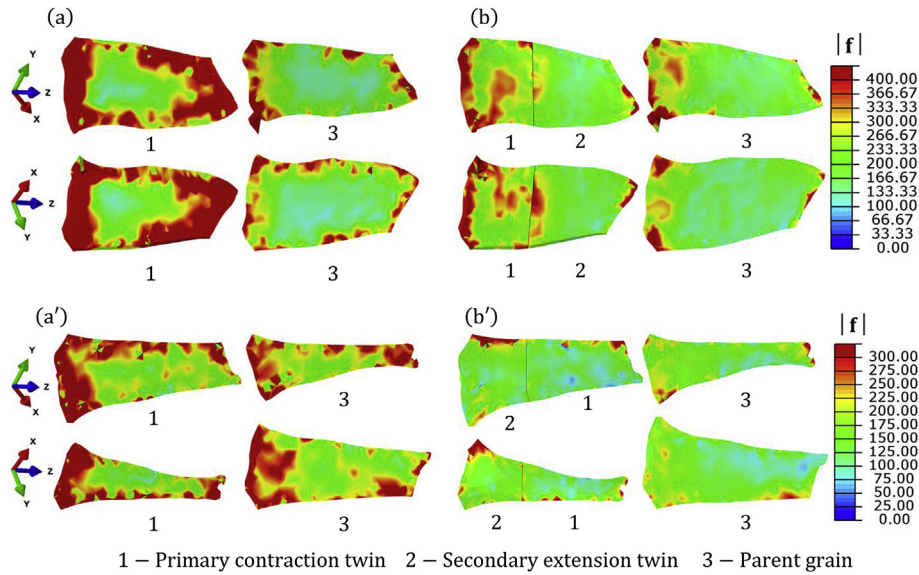 (a) (b)
|f|
Y
Z
X
1 3 1 2 3
400.00
366.67
333.33
300.00
266.67
233.33
200.00
166.67
133.33
100.00
66.67
33.33
0.00
X
Z
Y
1 3 1 2 3
(a′) (b′)
|f|
Y
Z
X
1 3 2 1 3
300.00
275.00
250.00
225.00
200.00
175.00
150.00
125.00
100.00
75.00
50.00
25.00
0.00
X
Z
Y
1 3 2 1 3
1 – Primary contraction twin 2 – Secondary extension twin 3 – Parent grain